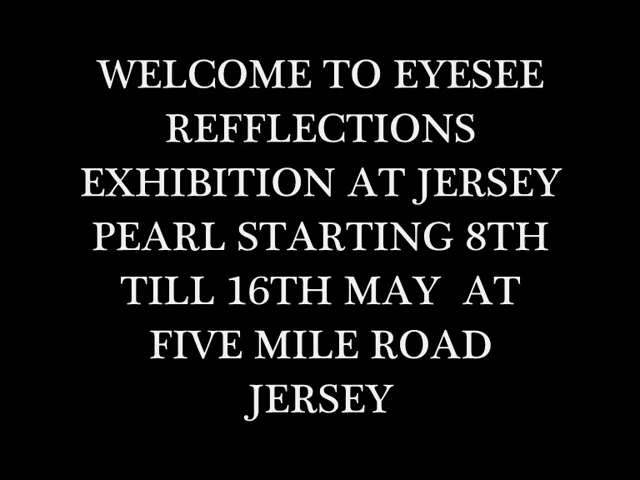 WELCOME TO EYESEE
REFFLECTIONS
EXHIBITION AT JERSEY
PEARL STARTING 8TH
TILL 16TH MAY  AT
FIVE MILE ROAD
JERSEY